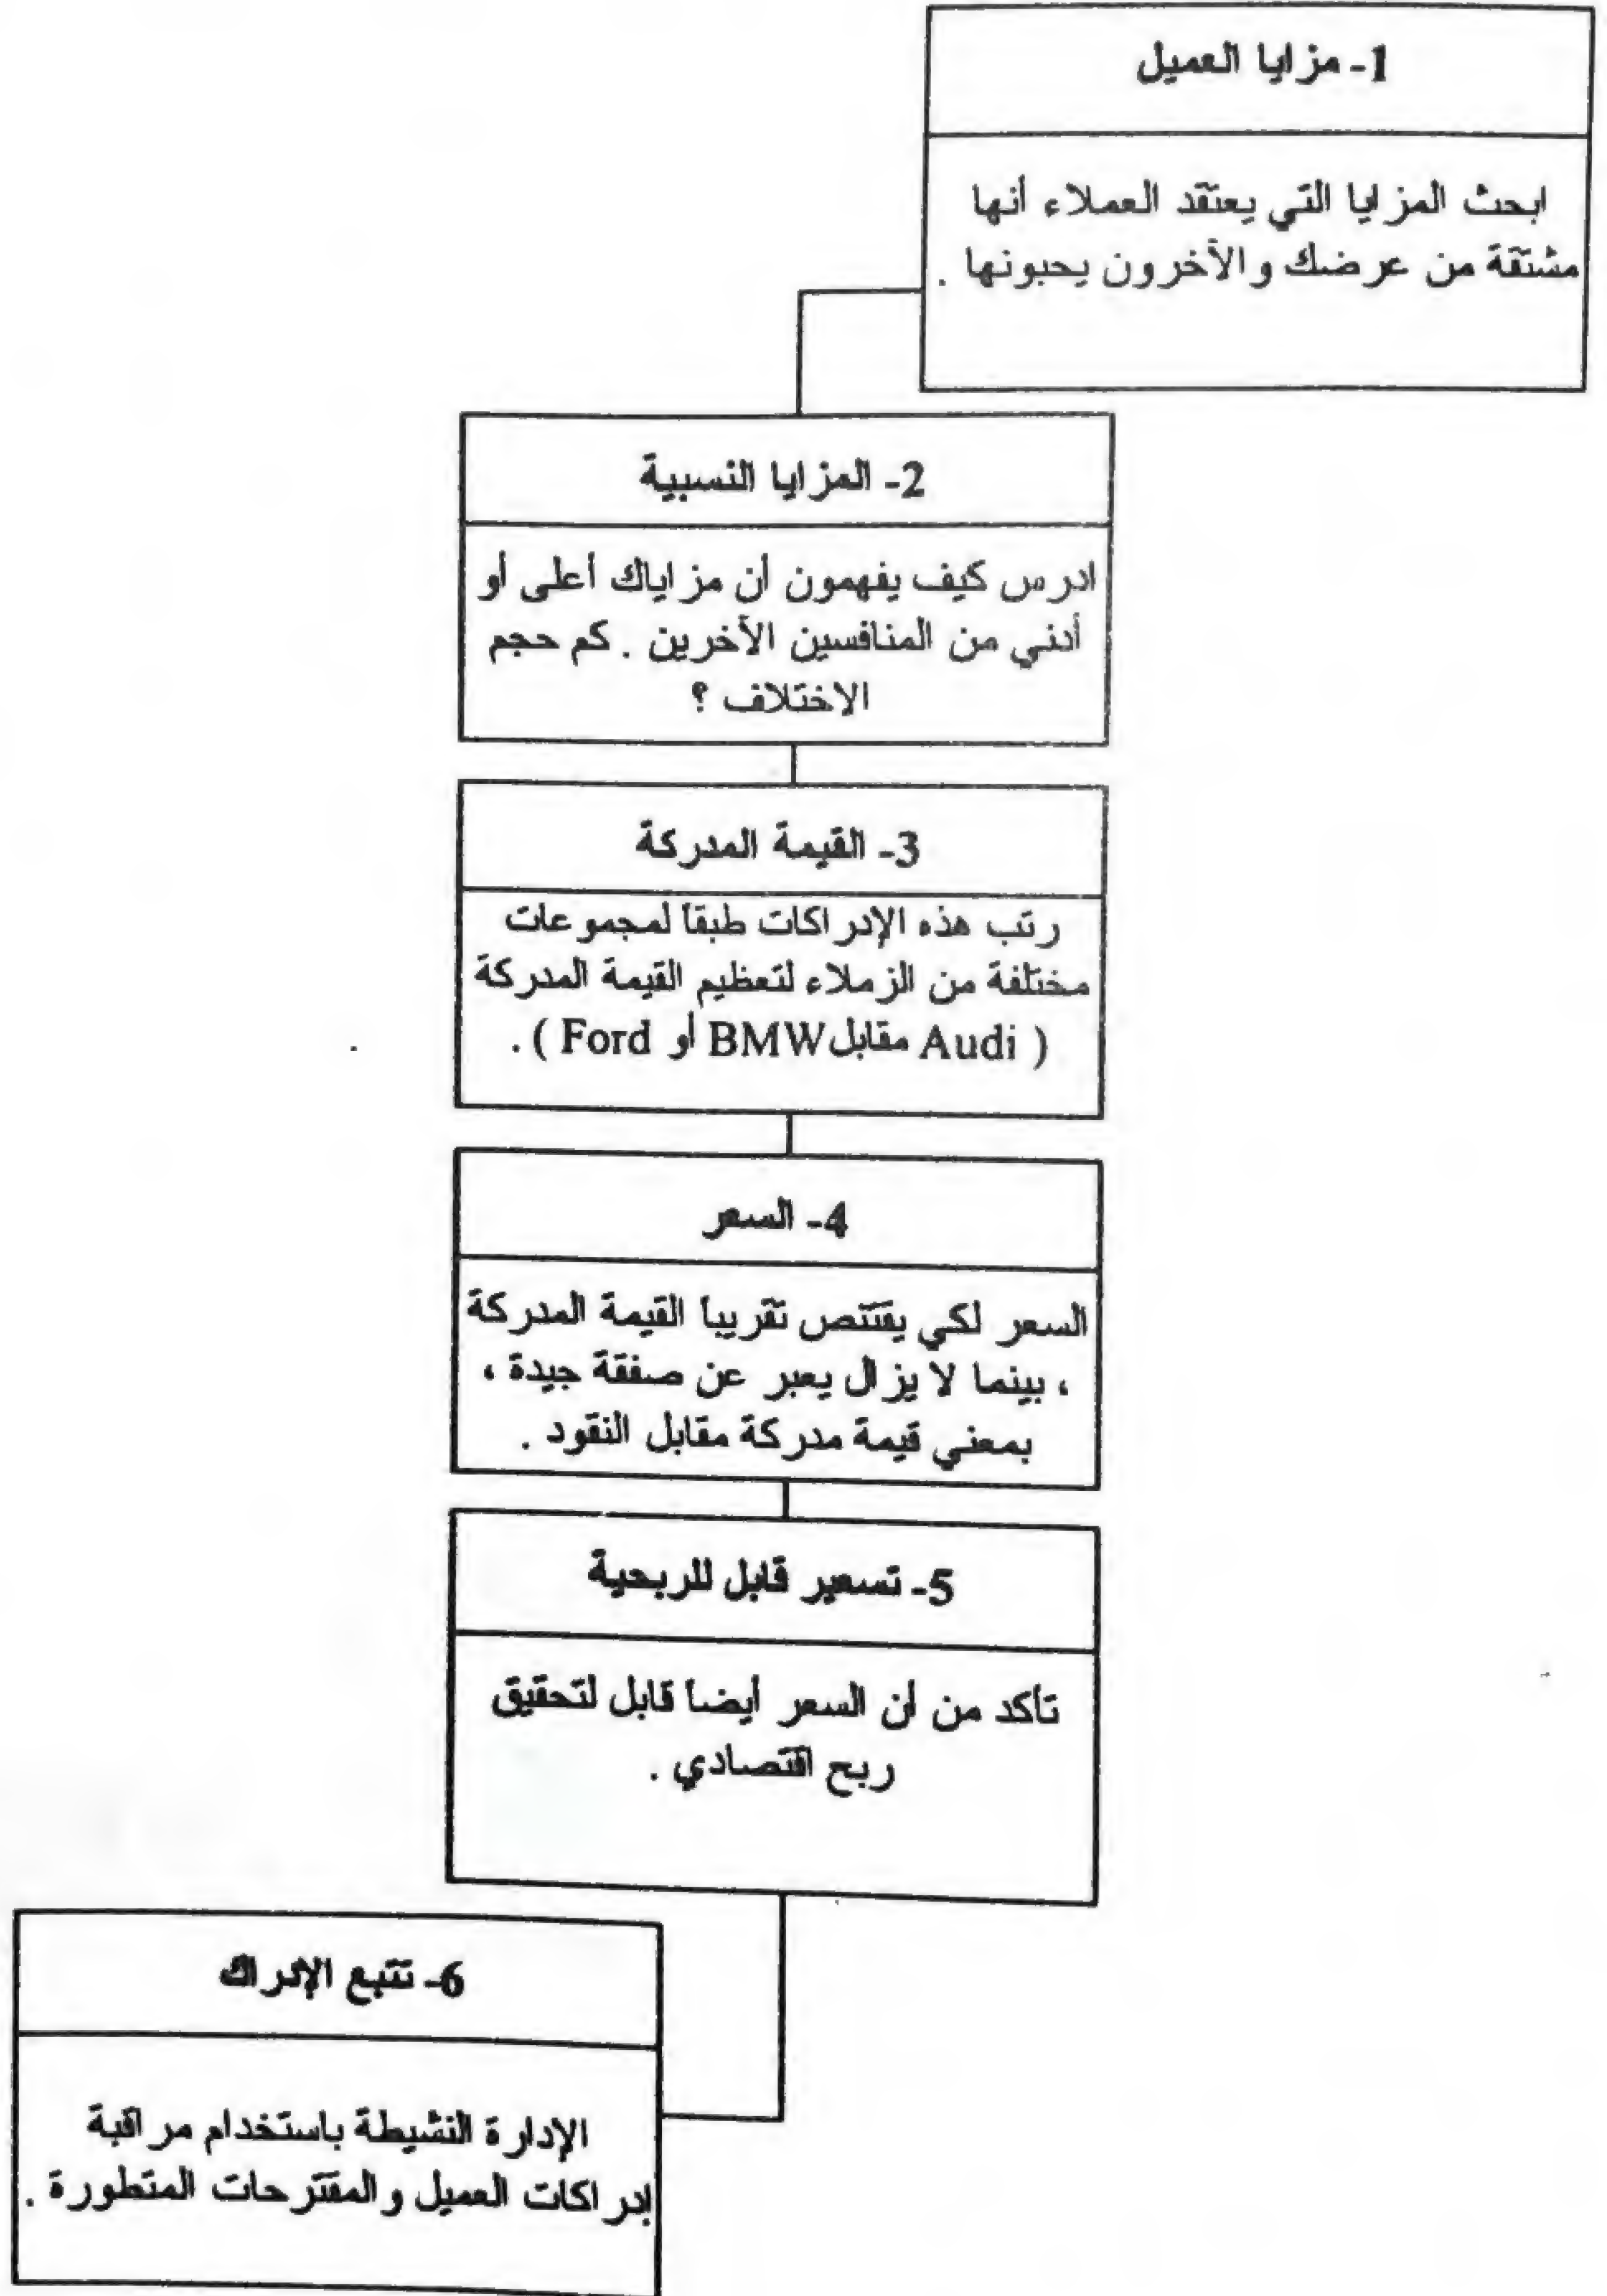 1- مزايا العميل
ابحث المزايا التي يعتقد العملاء أنها
مشتقة من عرضك والأخرون يحبونها .
2- المزايا النسبية
ادرس كيف يفهمون أن مزاياك أعلى أو
أدني من المنافسين الأخرين . كم حجم
الاختلاف ؟
3- القيمة المدركة
رتب هذه الإدراكات طبقاً لمجموعات
مختلفة من الزملاء لتعظيم القيمة المدركة
( Audi مقابل BMW أو Ford ) .
4- السعر
السعر لكي يقتنص تقريبا القيمة المدركة
، بينما لا يزال يعبر عن صفقة جيدة ،
بمعني قيمة مدركة مقابل النقود .
5- تسعير قابل للربحية
تأكد من أن السعر أيضا قابل لتحقيق
ربح اقتصادي .
6- تتبع الإدراك
الإدارة النشيطة باستخدام مراقبة
إدراكات العميل والمقترحات المتطورة .